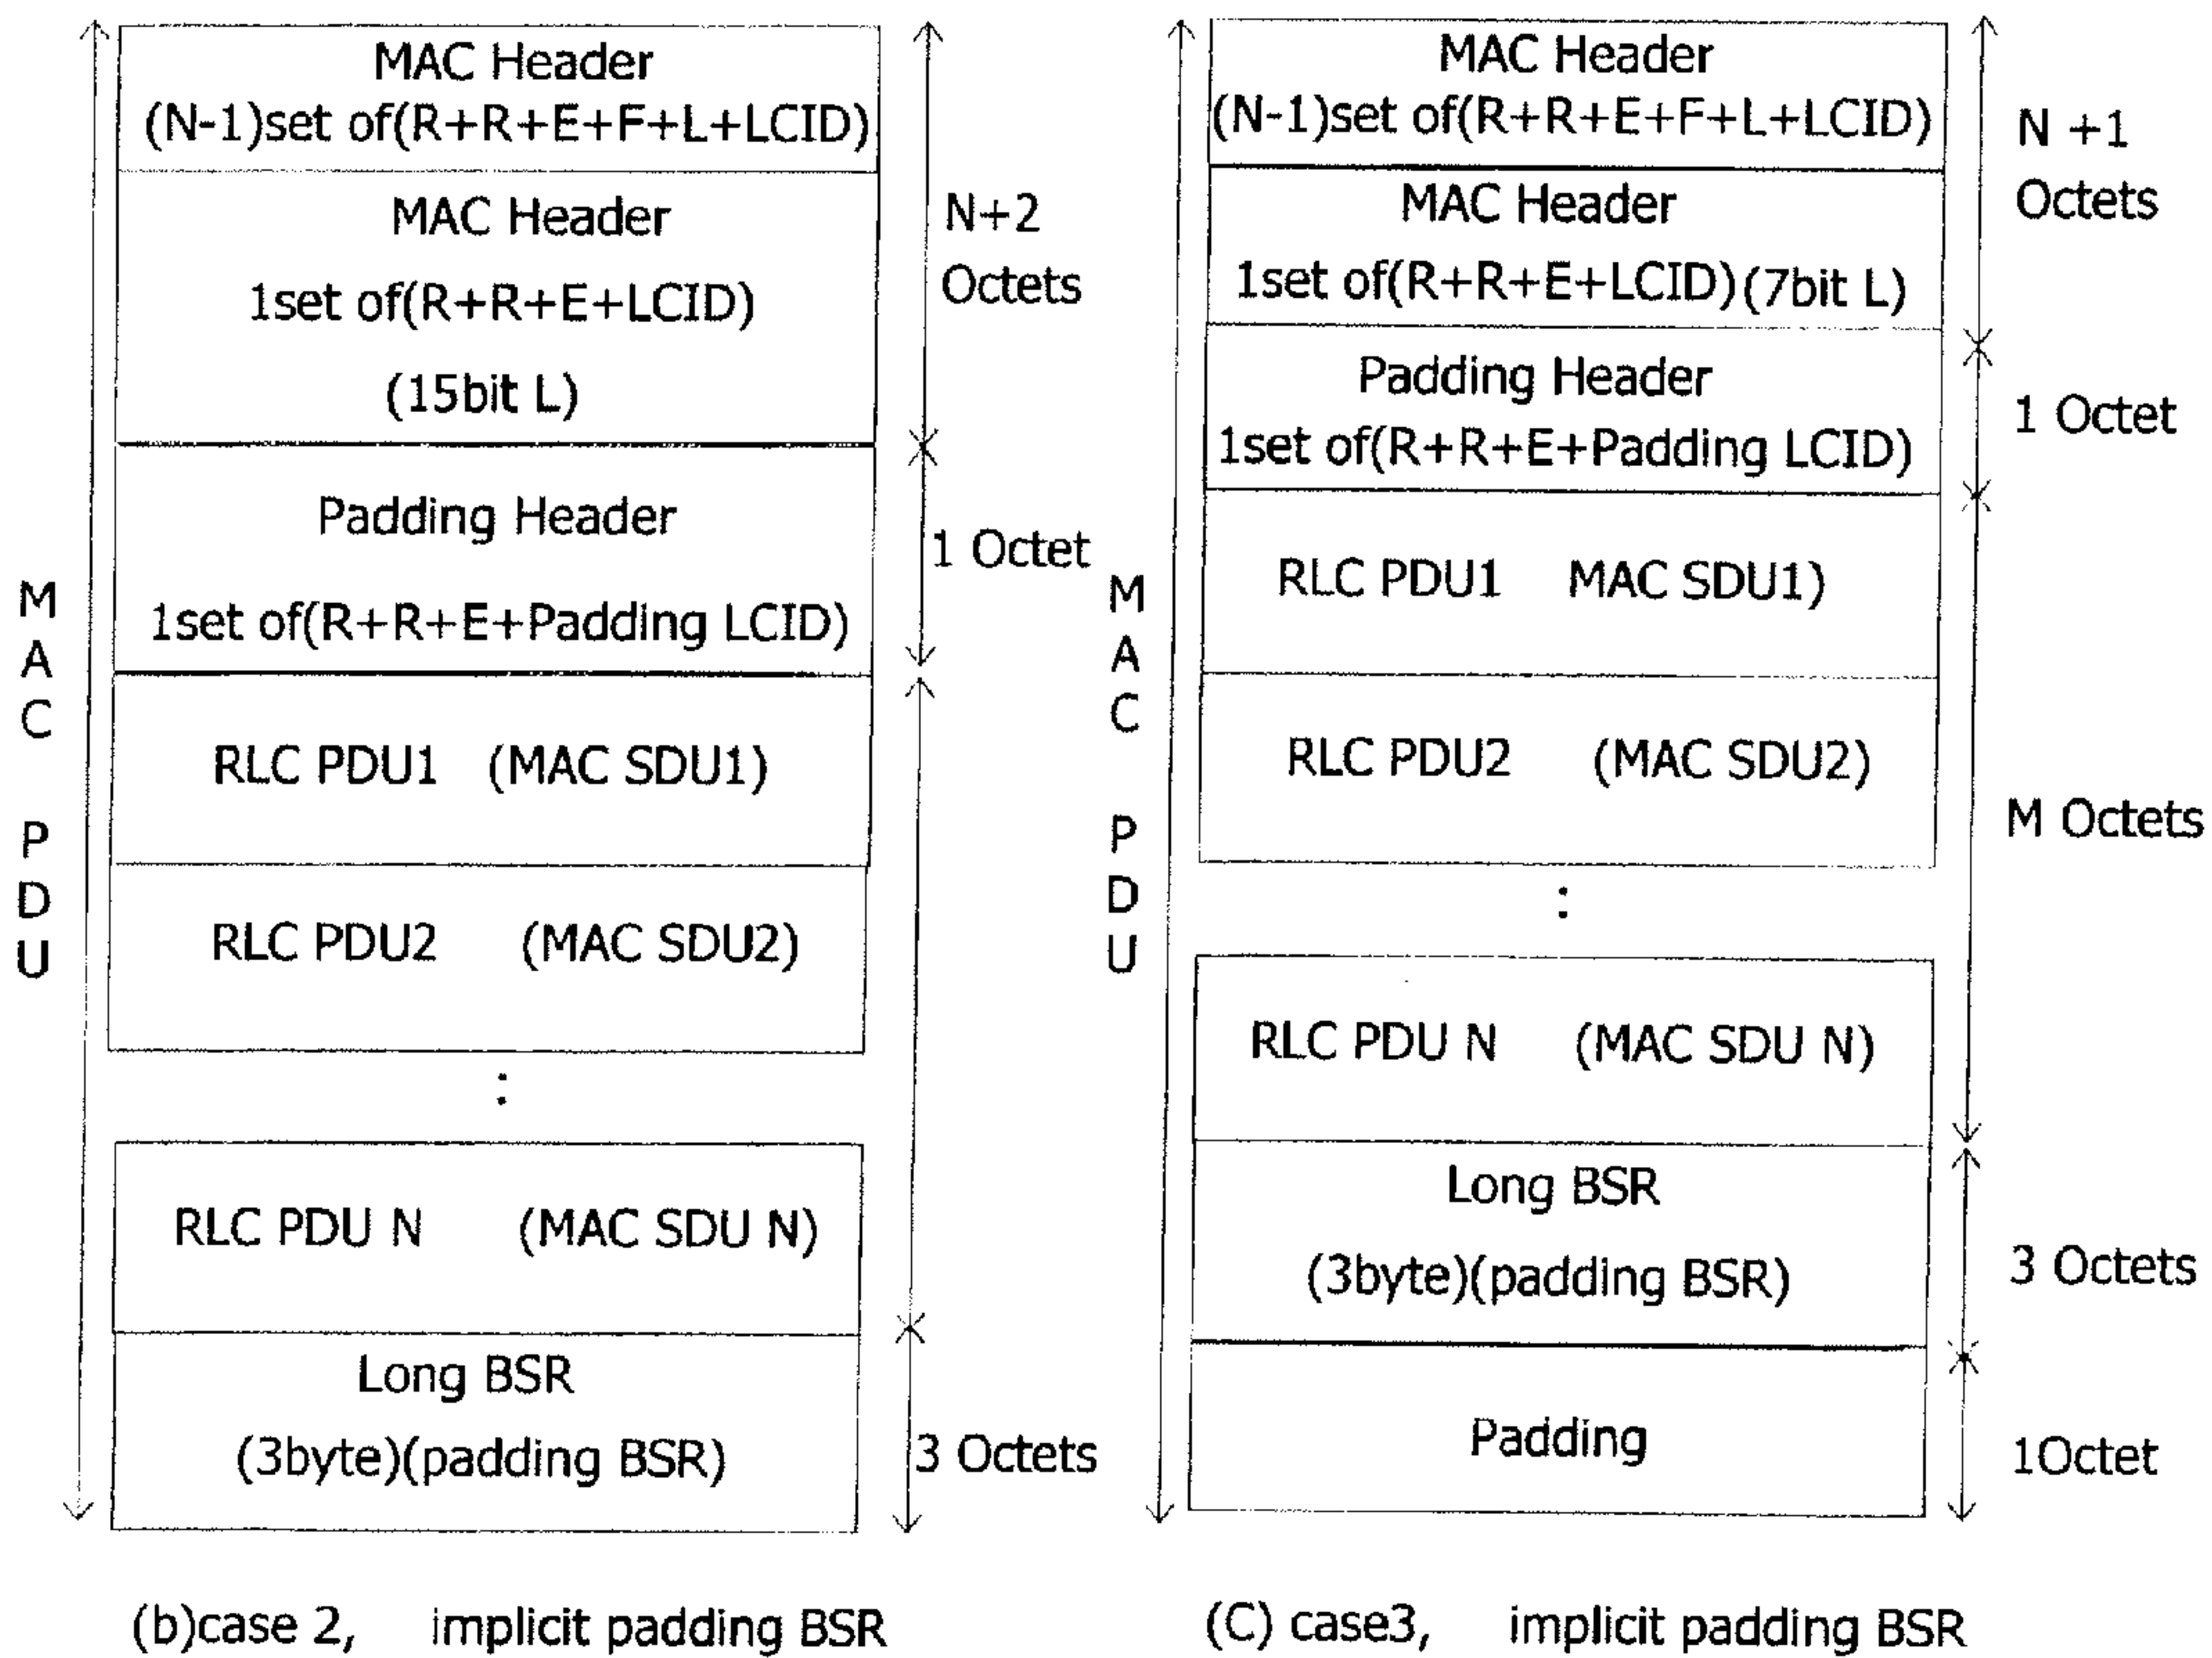 MAC Header
(N-1)set of(R+R+E+F+L+LCID)
MAC Header
1set of(R+R+E+LCID)
(15bit L)
Padding Header
1set of(R+R+E+Padding LCID)
RLC PDU1 (MAC SDU1)
RLC PDU2 (MAC SDU2)
:
RLC PDU N (MAC SDU N)
Long BSR
(3byte)(padding BSR)
MAC PDU
N+2
Octets
1 Octet
3 Octets
(b)case 2, implicit padding BSR
MAC Header
(N-1)set of(R+R+E+F+L+LCID)
MAC Header
1set of(R+R+E+LCID)(7bit L)
Padding Header
1set of(R+R+E+Padding LCID)
RLC PDU1 MAC SDU1)
RLC PDU2 (MAC SDU2)
:
RLC PDU N (MAC SDU N)
Long BSR
(3byte)(padding BSR)
Padding
MAC PDU
N +1
Octets
1 Octet
M Octets
3 Octets
1Octet
(C) case3, implicit padding BSR